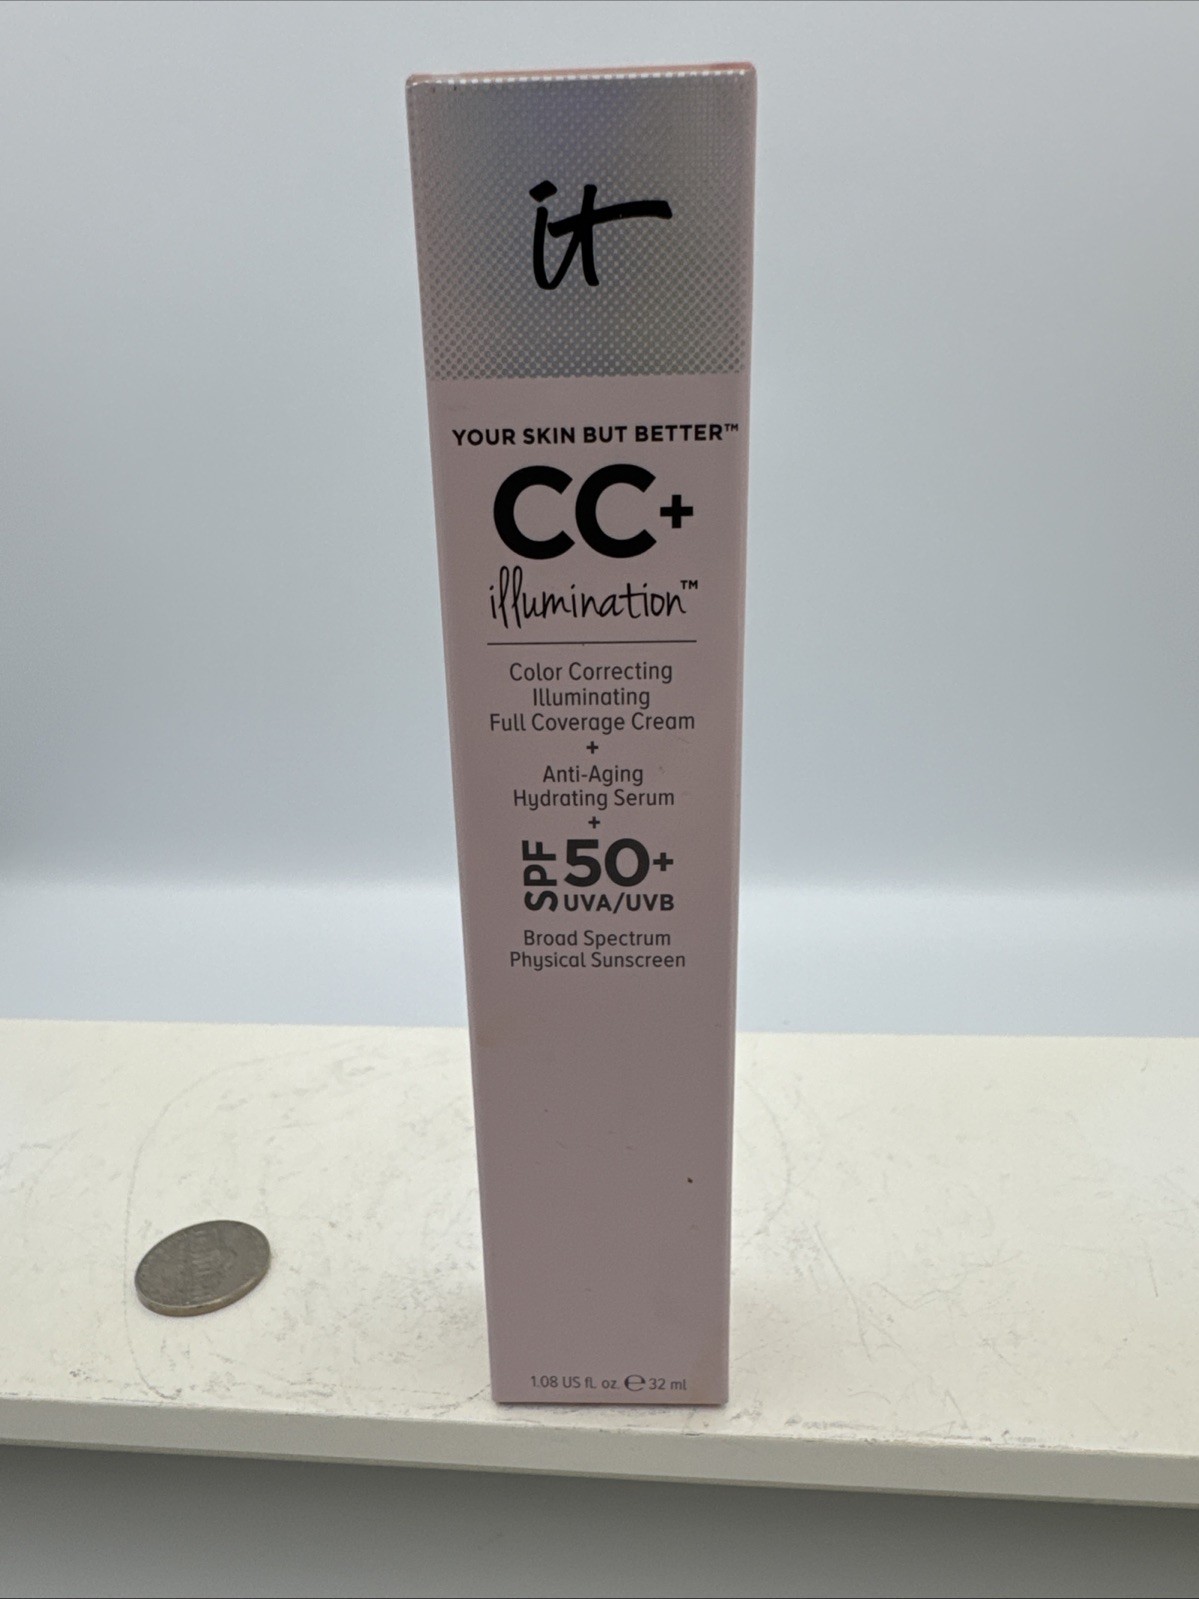 it
YOUR SKIN BUT BETTER™
CC+
illumination™
Color Correcting
Illuminating
Full Coverage Cream
+
Anti-Aging
Hydrating Serum
+
SPF 50+
UVA/UVB
Broad Spectrum
Physical Sunscreen
1.08 US fl. oz. ℮ 32 ml